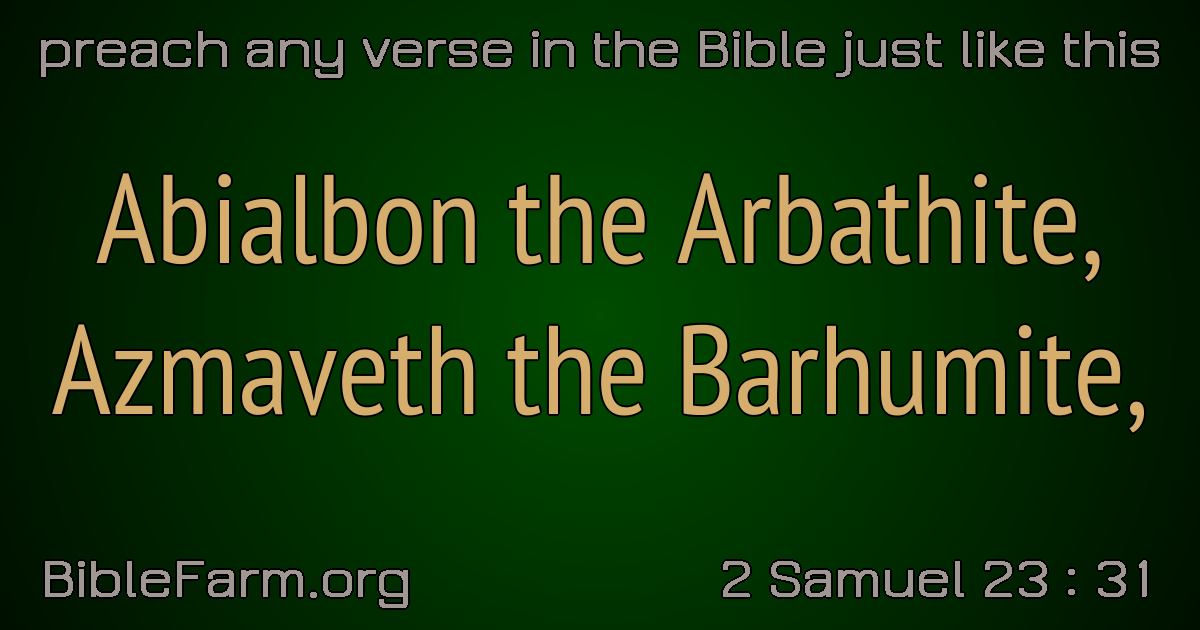 preach any verse in the Bible just like this
Abialbon the Arbathite,
Azmaveth the Barhumite,
BibleFarm.org
2 Samuel 23 : 31